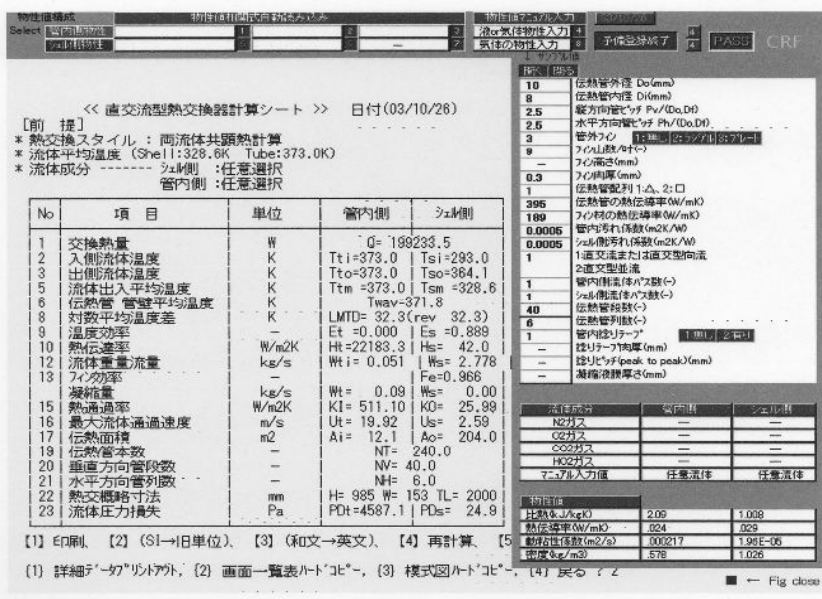 物性値構成 物性値相関式自動読み込み 物性値マニュアル入力
Select 管内側物性 1 2 3 液or気体物性入力 4 予備登録終了 PASS CRF
シェル側物性 − 7 気体の物性入力 8
↓ サンプル値
開く 閉る
<< 直交流型熱交換器計算シート >> 日付(03/10/26)
[前 提]
* 熱交換スタイル : 両流体共顕熱計算
* 流体平均温度 (Shell:328.6K Tube:373.0K)
* 流体成分 ------- シェル側 :任意選択
管内側 :任意選択
No 項 目 単位 管内側 シェル側
1 交換熱量 W Q= 199233.5
2 入側流体温度 K Tti=373.0 Tsi=293.0
3 出側流体温度 K Tto=373.0 Tso=364.1
5 流体出入平均温度 K Ttm =373.0 Tsm =328.6
6 伝熱管 管壁平均温度 K Twav=371.8
8 対数平均温度差 K LMTD= 32.3(rev 32.3)
9 温度効率 − Et =0.000 Es =0.889
10 熱伝達率 W/m2K Ht=22183.3 Hs= 42.0
12 流体重量流量 kg/s Wti= 0.051 Ws= 2.778
13 フィン効率 − Fe=0.966
凝縮量 kg/s Wt= 0.09 Ws= 0.00
15 熱通過率 W/m2K KI= 511.10 KO= 25.99
16 最大流体通過速度 m/s Ut= 19.92 Us= 2.59
17 伝熱面積 m2 Ai= 12.1 Ao= 204.0
19 伝熱管本数 − NT= 240.0
20 垂直方向管段数 − NV= 40.0
21 水平方向管列数 − NH= 6.0
22 熱交概略寸法 mm H= 985 W= 153 TL= 2000
23 流体圧力損失 Pa PDt=4587.1 PDs= 24.9
[1] 印刷、 [2] (SI→旧単位)、 [3] (和文→英文)、 [4] 再計算、 [5
{1} 詳細データプリントアウト, {2} 画面一覧表ハードコピー, {3} 模式図ハードコピー, {4} 戻る ? 2
10 伝熱管外径 Do(mm)
8 伝熱管内径 Di(mm)
2.5 縦方向管ピッチ Pv/(Do,Df)
2.5 水平方向管ピッチ Ph/(Do,Df)
3 管外フィン 1:無し 2:ラジアル 3:プレート
9 フィン山数/吋(-)
− フィン高さ(mm)
0.3 フィン肉厚(mm)
1 伝熱管配列 1:△、2:□
395 伝熱管の熱伝導率(W/mK)
189 フィン材の熱伝導率(W/mK)
0.0005 管内汚れ係数(m2K/W)
0.0005 シェル側汚れ係数(m2K/W)
1 1:直交流または直交型向流
2:直交型並流
1 管内側流体パス数(-)
1 シェル側流体パス数(-)
40 伝熱管段数(-)
6 伝熱管列数(-)
1 管内捻りテープ 1:無し 2:有り
− 捻りテープ肉厚(mm)
− 捻りピッチ(peak to peak)(mm)
− 凝縮液膜厚さ(mm)
流体成分 管内側 シェル側
N2ガス − −
O2ガス − −
CO2ガス − −
HO2ガス − −
マニュアル入力値 任意流体 任意流体
物性値
比熱(kJ/kgK) 2.09 1.008
熱伝導率(W/mK) .024 .029
動粘性係数(m2/s) .000217 1.96E-05
密度(kg/m3) .578 1.026
■ ← Fig close